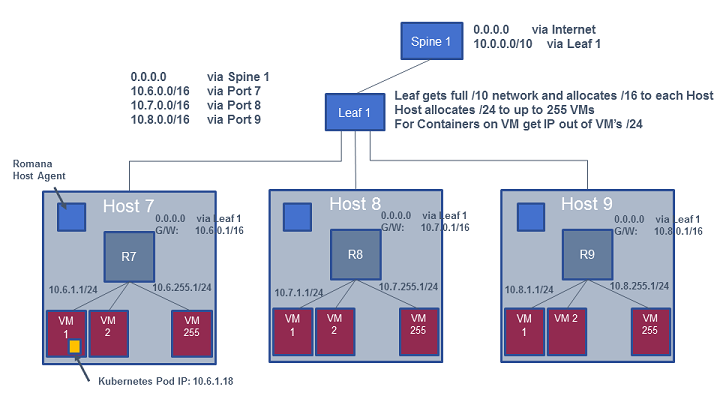 0.0.0.0 via Internet
10.0.0.0/10 via Leaf 1
Spine 1
0.0.0.0 via Spine 1
10.6.0.0/16 via Port 7
10.7.0.0/16 via Port 8
10.8.0.0/16 via Port 9
Leaf 1
Leaf gets full /10 network and allocates /16 to each Host
Host allocates /24 to up to 255 VMs
For Containers on VM get IP out of VM's /24
Romana
Host Agent
Host 7
0.0.0.0 via Leaf 1
G/W: 10.6.0.1/16
R7
10.6.1.1/24
10.6.255.1/24
VM
1
VM
2
VM
255
Kubernetes Pod IP: 10.6.1.18
Host 8
0.0.0.0 via Leaf 1
G/W: 10.7.0.1/16
R8
10.7.1.1/24
10.7.255.1/24
VM
1
VM
2
VM
255
Host 9
0.0.0.0 via Leaf 1
G/W: 10.8.0.1/16
R9
10.8.1.1/24
10.8.255.1/24
VM
1
VM 2
VM
255